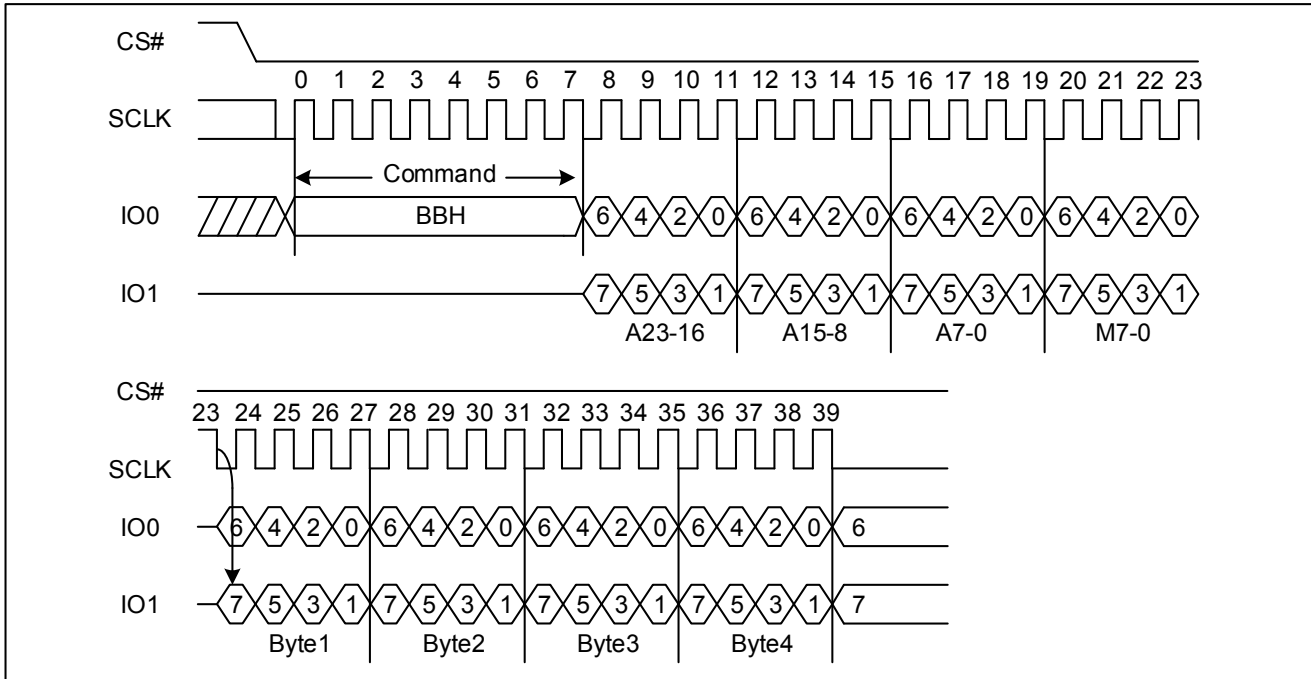 CS#
0 1 2 3 4 5 6 7 8 9 10 11 12 13 14 15 16 17 18 19 20 21 22 23
SCLK
Command
IO0 BBH 6 4 2 0 6 4 2 0 6 4 2 0 6 4 2 0
IO1 7 5 3 1 7 5 3 1 7 5 3 1 7 5 3 1
A23-16 A15-8 A7-0 M7-0
CS#
23 24 25 26 27 28 29 30 31 32 33 34 35 36 37 38 39
SCLK
IO0 6 4 2 0 6 4 2 0 6 4 2 0 6 4 2 0 6
IO1 7 5 3 1 7 5 3 1 7 5 3 1 7 5 3 1 7
Byte1 Byte2 Byte3 Byte4